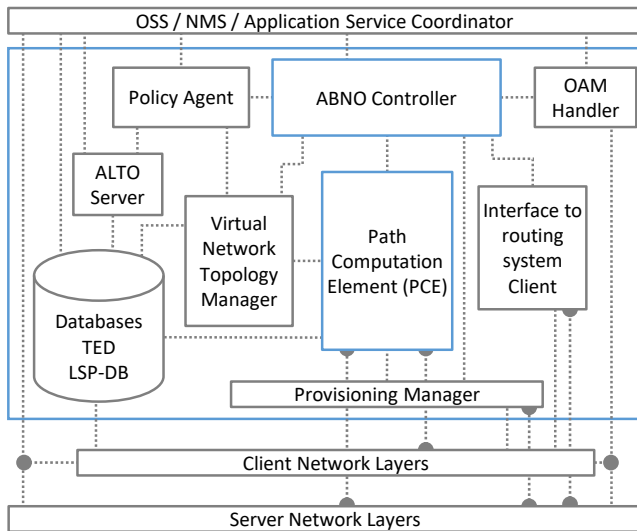 OSS / NMS / Application Service Coordinator
Policy Agent
ABNO Controller
OAM
Handler
ALTO
Server
Virtual
Network
Topology
Manager
Path
Computation
Element (PCE)
Interface to
routing
system
Client
Databases
TED
LSP-DB
Provisioning Manager
Client Network Layers
Server Network Layers